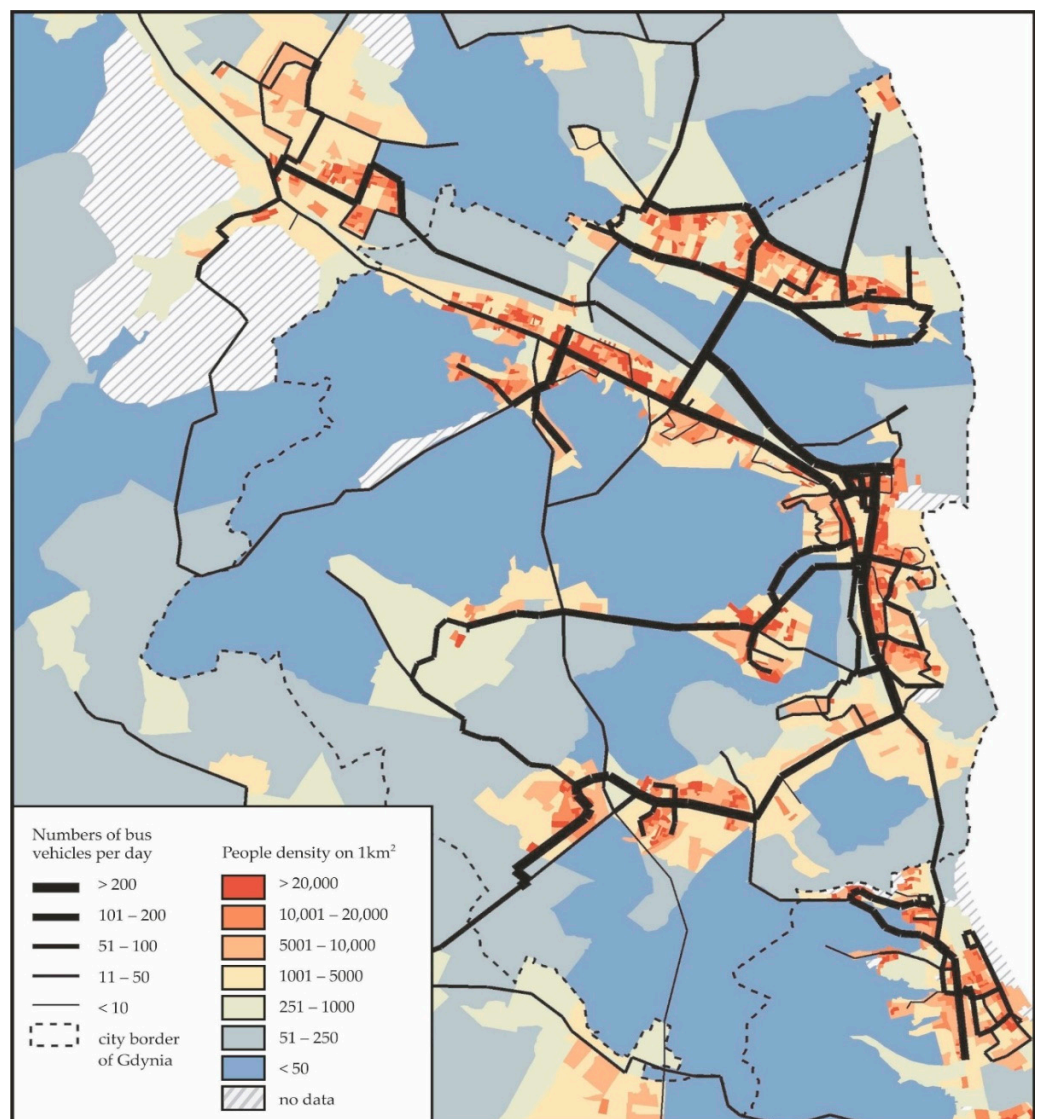 Numbers of bus
vehicles per day
> 200
101 – 200
51 – 100
11 – 50
< 10
city border
of Gdynia
People density on 1km²
> 20,000
10,001 – 20,000
5001 – 10,000
1001 – 5000
251 – 1000
51 – 250
< 50
no data